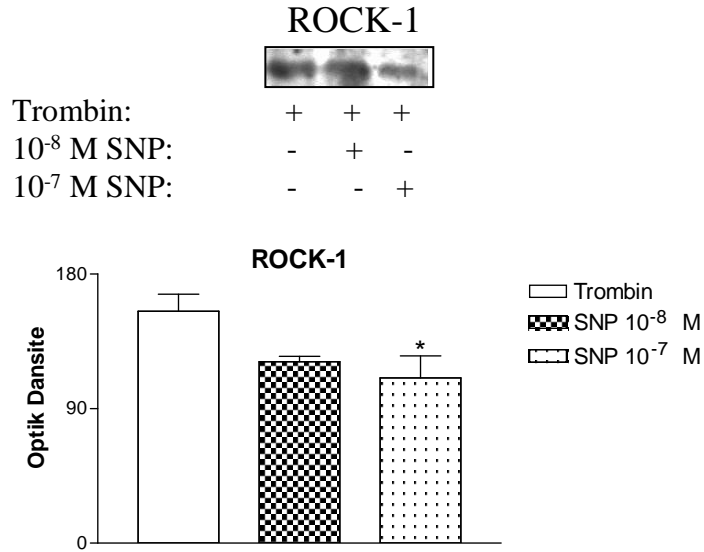 ROCK-1
Trombin: + + +
10⁻⁸ M SNP: - + -
10⁻⁷ M SNP: - - +
ROCK-1
180
90
0
Optik Dansite
*
Trombin
SNP 10⁻⁸ M
SNP 10⁻⁷ M